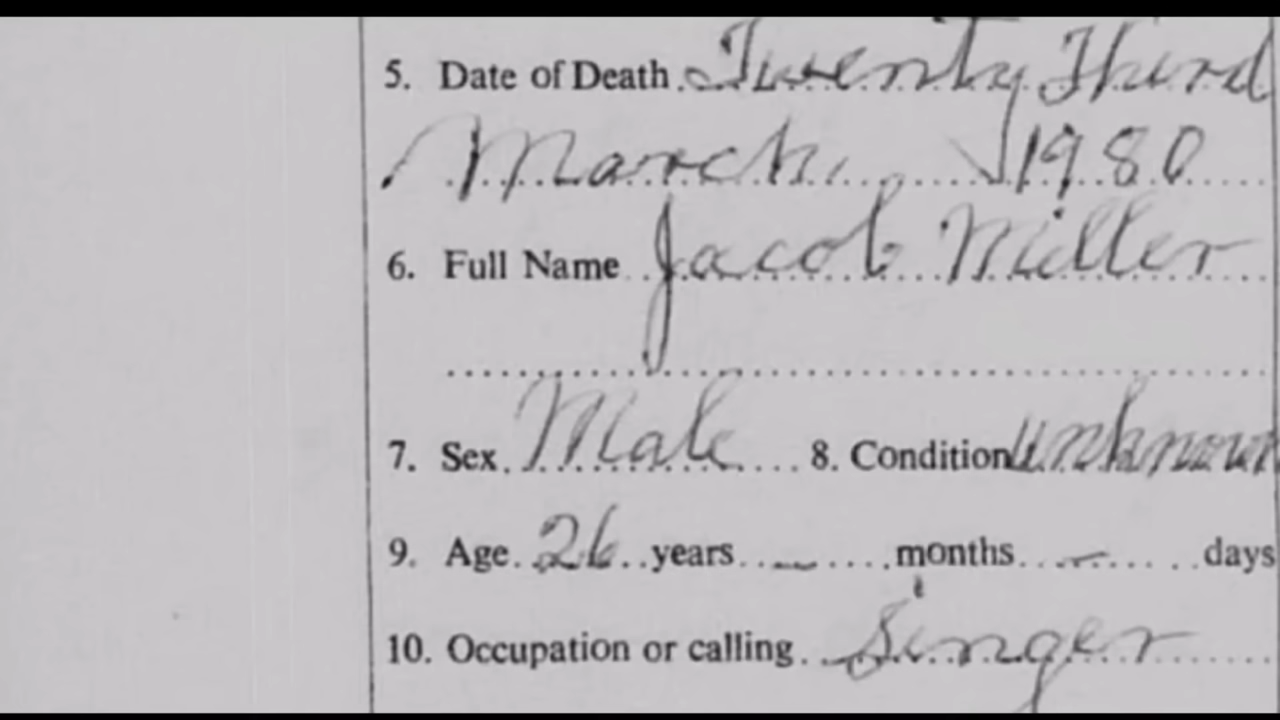 5. Date of Death Twenty Third
March 1980
6. Full Name Jacob Miller
7. Sex Male 8. Condition Unknown
9. Age 26 years — months — days
10. Occupation or calling Singer